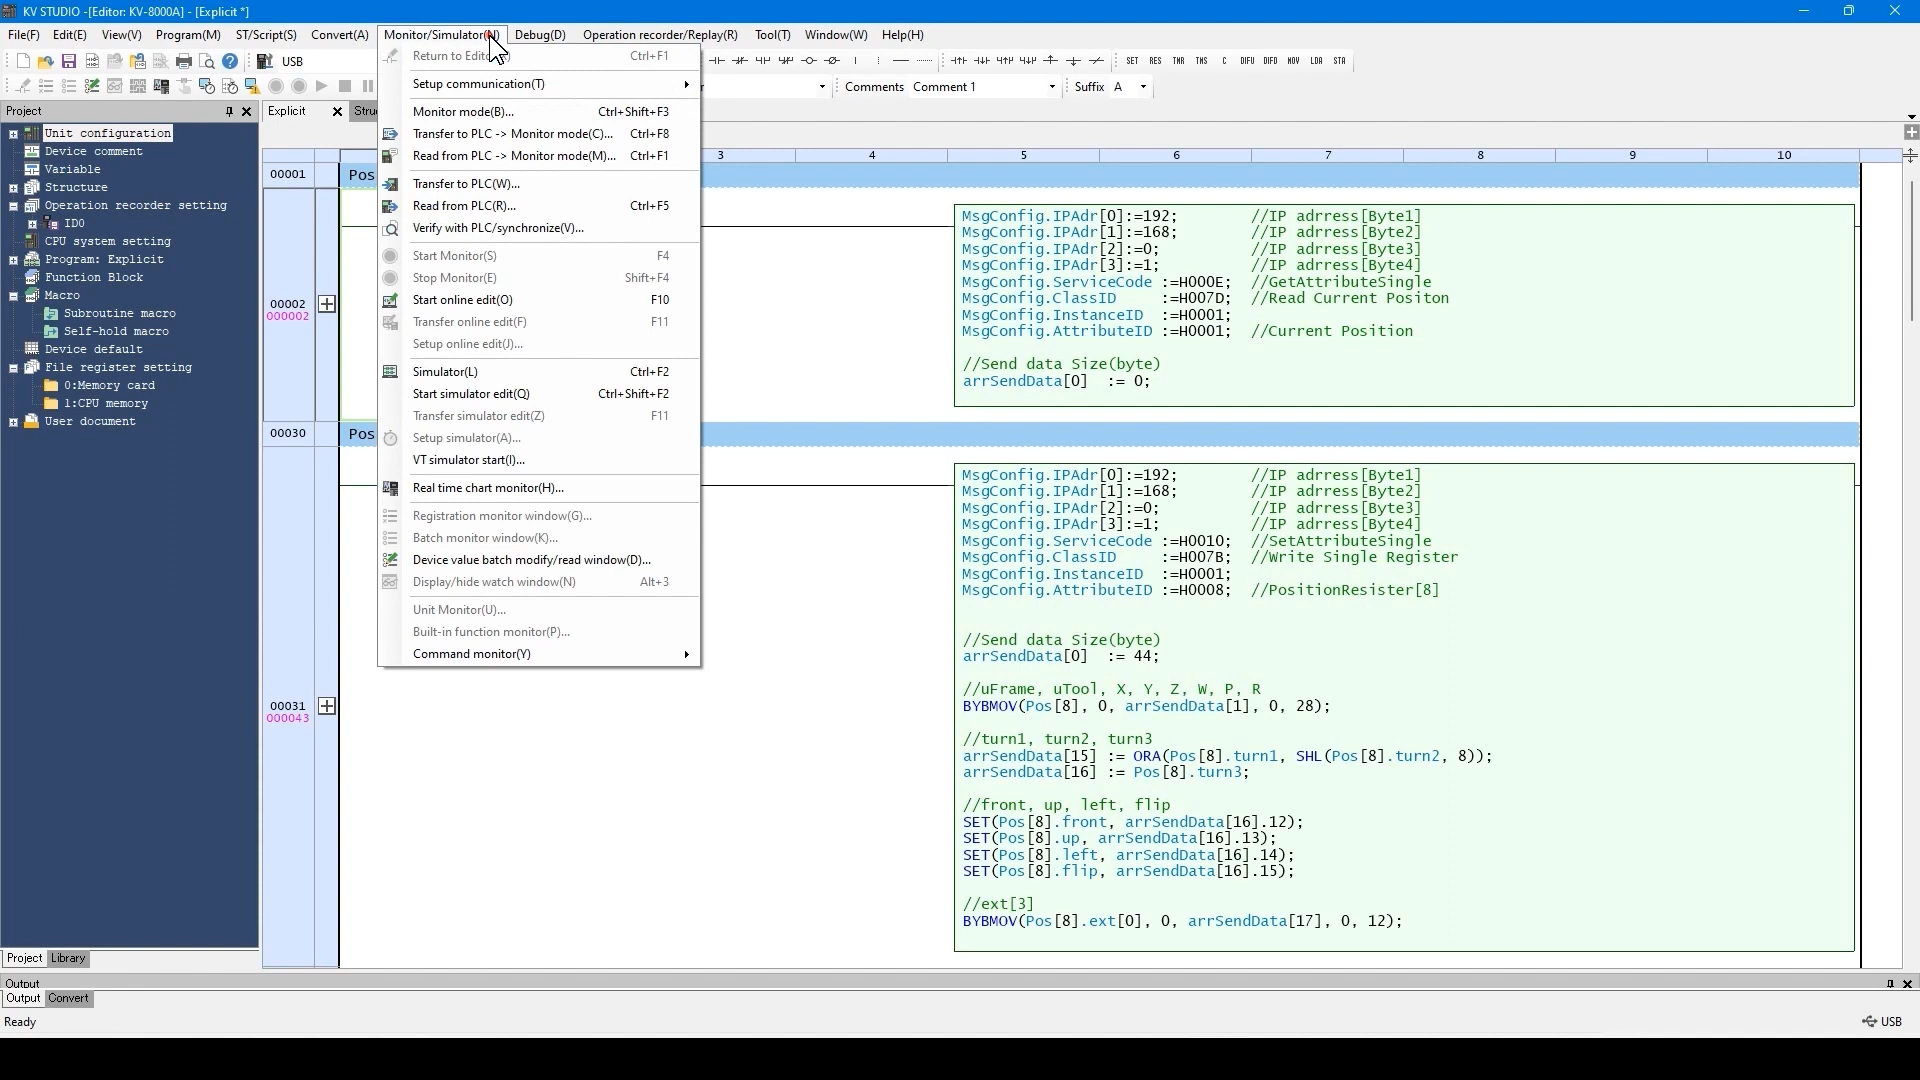 KV STUDIO -[Editor: KV-8000A] - [Explicit *]
File(F) Edit(E) View(V) Program(M) ST/Script(S) Convert(A) Monitor/Simulator(N) Debug(D) Operation recorder/Replay(R) Tool(T) Window(W) Help(H)
USB
SET RES TMR TMS C DIFU DIFD MOV LDA STA
Comments Comment 1 Suffix A
Project
Explicit
Unit configuration
Device comment
Variable
Structure
Operation recorder setting
ID0
CPU system setting
Program: Explicit
Function Block
Macro
Subroutine macro
Self-hold macro
Device default
File register setting
0:Memory card
1:CPU memory
User document
Project Library
Return to Ctrl+F1
Setup communication(T)
Monitor mode(B)... Ctrl+Shift+F3
Transfer to PLC -> Monitor mode(C)... Ctrl+F8
Read from PLC -> Monitor mode(M)... Ctrl+F1
Transfer to PLC(W)...
Read from PLC(R)... Ctrl+F5
Verify with PLC/synchronize(V)...
Start Monitor(S) F4
Stop Monitor(E) Shift+F4
Start online edit(O) F10
Transfer online edit(F) F11
Setup online edit(J)...
Simulator(L) Ctrl+F2
Start simulator edit(Q) Ctrl+Shift+F2
Transfer simulator edit(Z) F11
Setup simulator(A)...
VT simulator start(I)...
Real time chart monitor(H)...
Registration monitor window(G)...
Batch monitor window(K)...
Device value batch modify/read window(D)...
Display/hide watch window(N) Alt+3
Unit Monitor(U)...
Built-in function monitor(P)...
Command monitor(Y)
3 4 5 6 7 8 9 10
00001 Pos
00002
000002
MsgConfig.IPAdr[0]:=192; //IP adrress[Byte1]
MsgConfig.IPAdr[1]:=168; //IP adrress[Byte2]
MsgConfig.IPAdr[2]:=0; //IP adrress[Byte3]
MsgConfig.IPAdr[3]:=1; //IP adrress[Byte4]
MsgConfig.ServiceCode :=H000E; //GetAttributeSingle
MsgConfig.ClassID :=H007D; //Read Current Positon
MsgConfig.InstanceID :=H0001;
MsgConfig.AttributeID :=H0001; //Current Position
//Send data Size(byte)
arrSendData[0] := 0;
00030 Pos
00031
000043
MsgConfig.IPAdr[0]:=192; //IP adrress[Byte1]
MsgConfig.IPAdr[1]:=168; //IP adrress[Byte2]
MsgConfig.IPAdr[2]:=0; //IP adrress[Byte3]
MsgConfig.IPAdr[3]:=1; //IP adrress[Byte4]
MsgConfig.ServiceCode :=H0010; //SetAttributeSingle
MsgConfig.ClassID :=H007B; //Write Single Register
MsgConfig.InstanceID :=H0001;
MsgConfig.AttributeID :=H0008; //PositionResister[8]
//Send data Size(byte)
arrSendData[0] := 44;
//uFrame, uTool, X, Y, Z, W, P, R
BYBMOV(Pos[8], 0, arrSendData[1], 0, 28);
//turn1, turn2, turn3
arrSendData[15] := ORA(Pos[8].turn1, SHL(Pos[8].turn2, 8));
arrSendData[16] := Pos[8].turn3;
//front, up, left, flip
SET(Pos[8].front, arrSendData[16].12);
SET(Pos[8].up, arrSendData[16].13);
SET(Pos[8].left, arrSendData[16].14);
SET(Pos[8].flip, arrSendData[16].15);
//ext[3]
BYBMOV(Pos[8].ext[0], 0, arrSendData[17], 0, 12);
Output
Output Convert
Ready USB